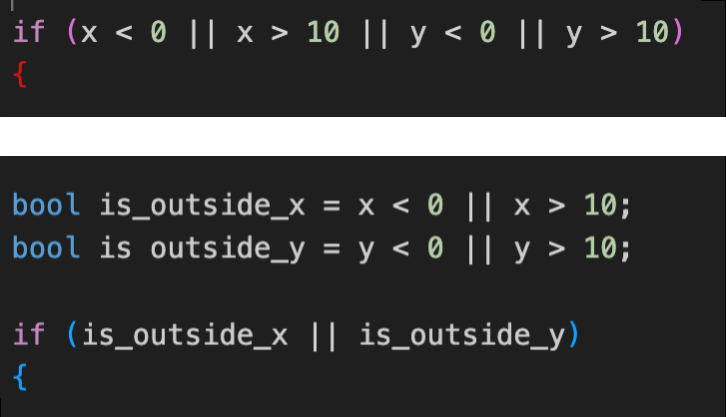 if (x < 0 || x > 10 || y < 0 || y > 10)
{
bool is_outside_x = x < 0 || x > 10;
bool is outside_y = y < 0 || y > 10;
if (is_outside_x || is_outside_y)
{